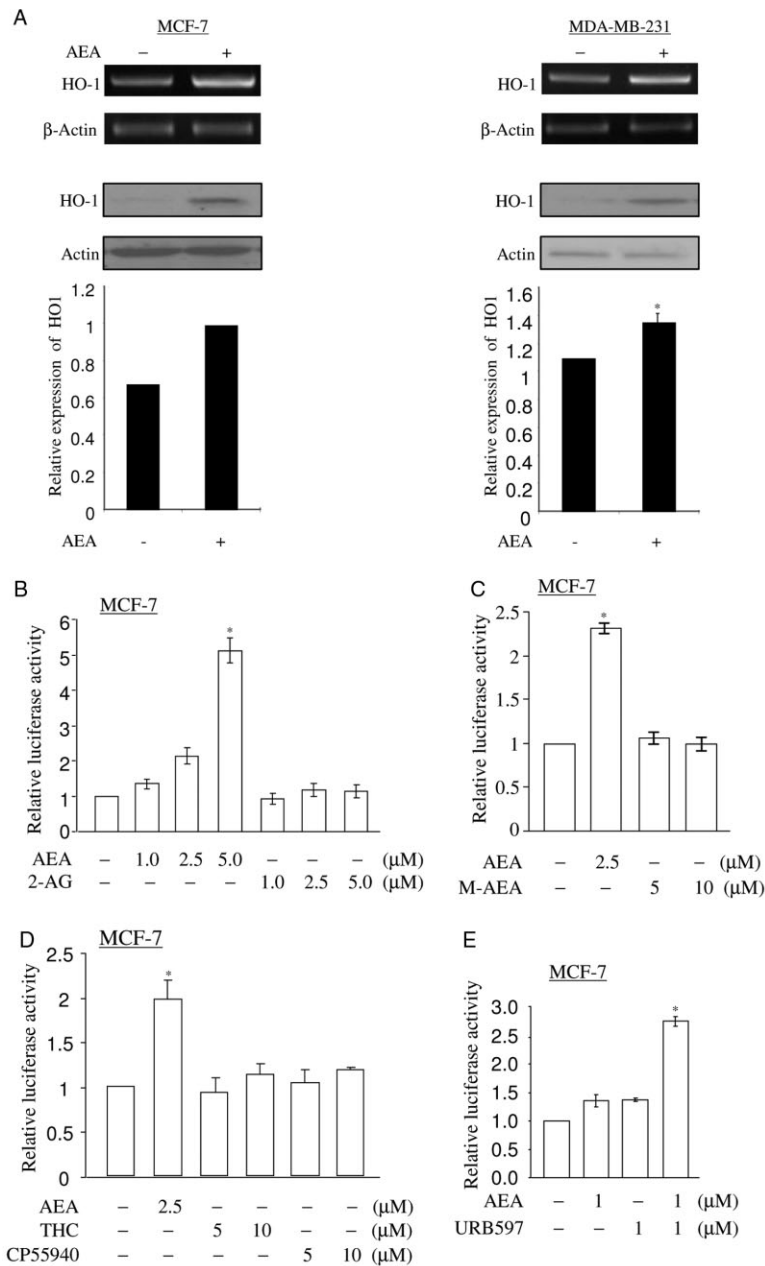 A
MCF-7
AEA – +
HO-1
β-Actin
HO-1
Actin
Relative expression of HO1
1.2
1
0.8
0.6
0.4
0.2
0
AEA - +
MDA-MB-231
– +
HO-1
β-Actin
HO-1
Actin
Relative expression of HO1
1.6
1.4
1.2
1
0.8
0.6
0.4
0.2
0
*
AEA - +
B
MCF-7
Relative luciferase activity
6
5
4
3
2
1
0
*
AEA – 1.0 2.5 5.0 – – – (μM)
2-AG – – – – 1.0 2.5 5.0 (μM)
C
MCF-7
Relative luciferase activity
2.5
2
1.5
1
0.5
0
*
AEA – 2.5 – – (μM)
M-AEA – – 5 10 (μM)
D
MCF-7
Relative luciferase activity
2.5
2
1.5
1
0.5
0
*
AEA – 2.5 – – – – (μM)
THC – – 5 10 – – (μM)
CP55940 – – – – 5 10 (μM)
E
MCF-7
Relative luciferase activity
3.0
2.5
2.0
1.5
1.0
0.5
0.0
*
AEA – 1 – 1 (μM)
URB597 – – 1 1 (μM)